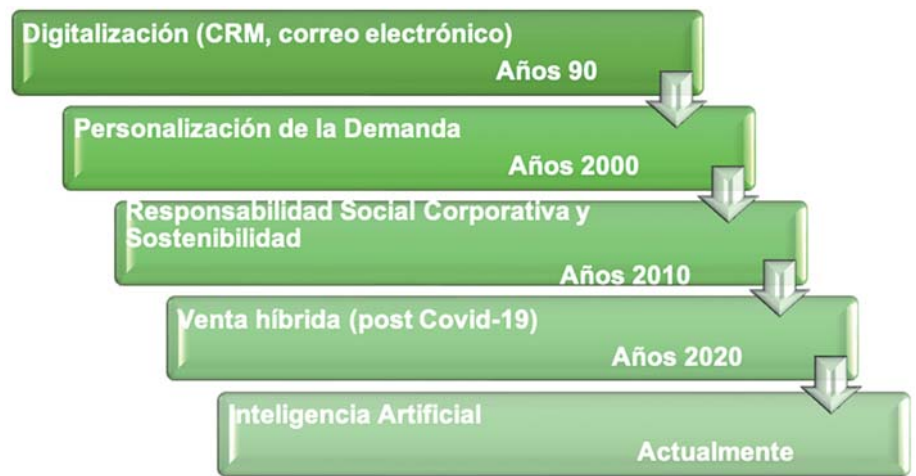 Digitalización (CRM, correo electrónico)
Años 90
Personalización de la Demanda
Años 2000
Responsabilidad Social Corporativa y
Sostenibilidad
Años 2010
Venta híbrida (post Covid-19)
Años 2020
Inteligencia Artificial
Actualmente